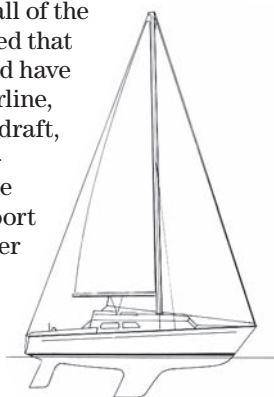 all of the
ed that
d have
rline,
draft,
-
e
port
er